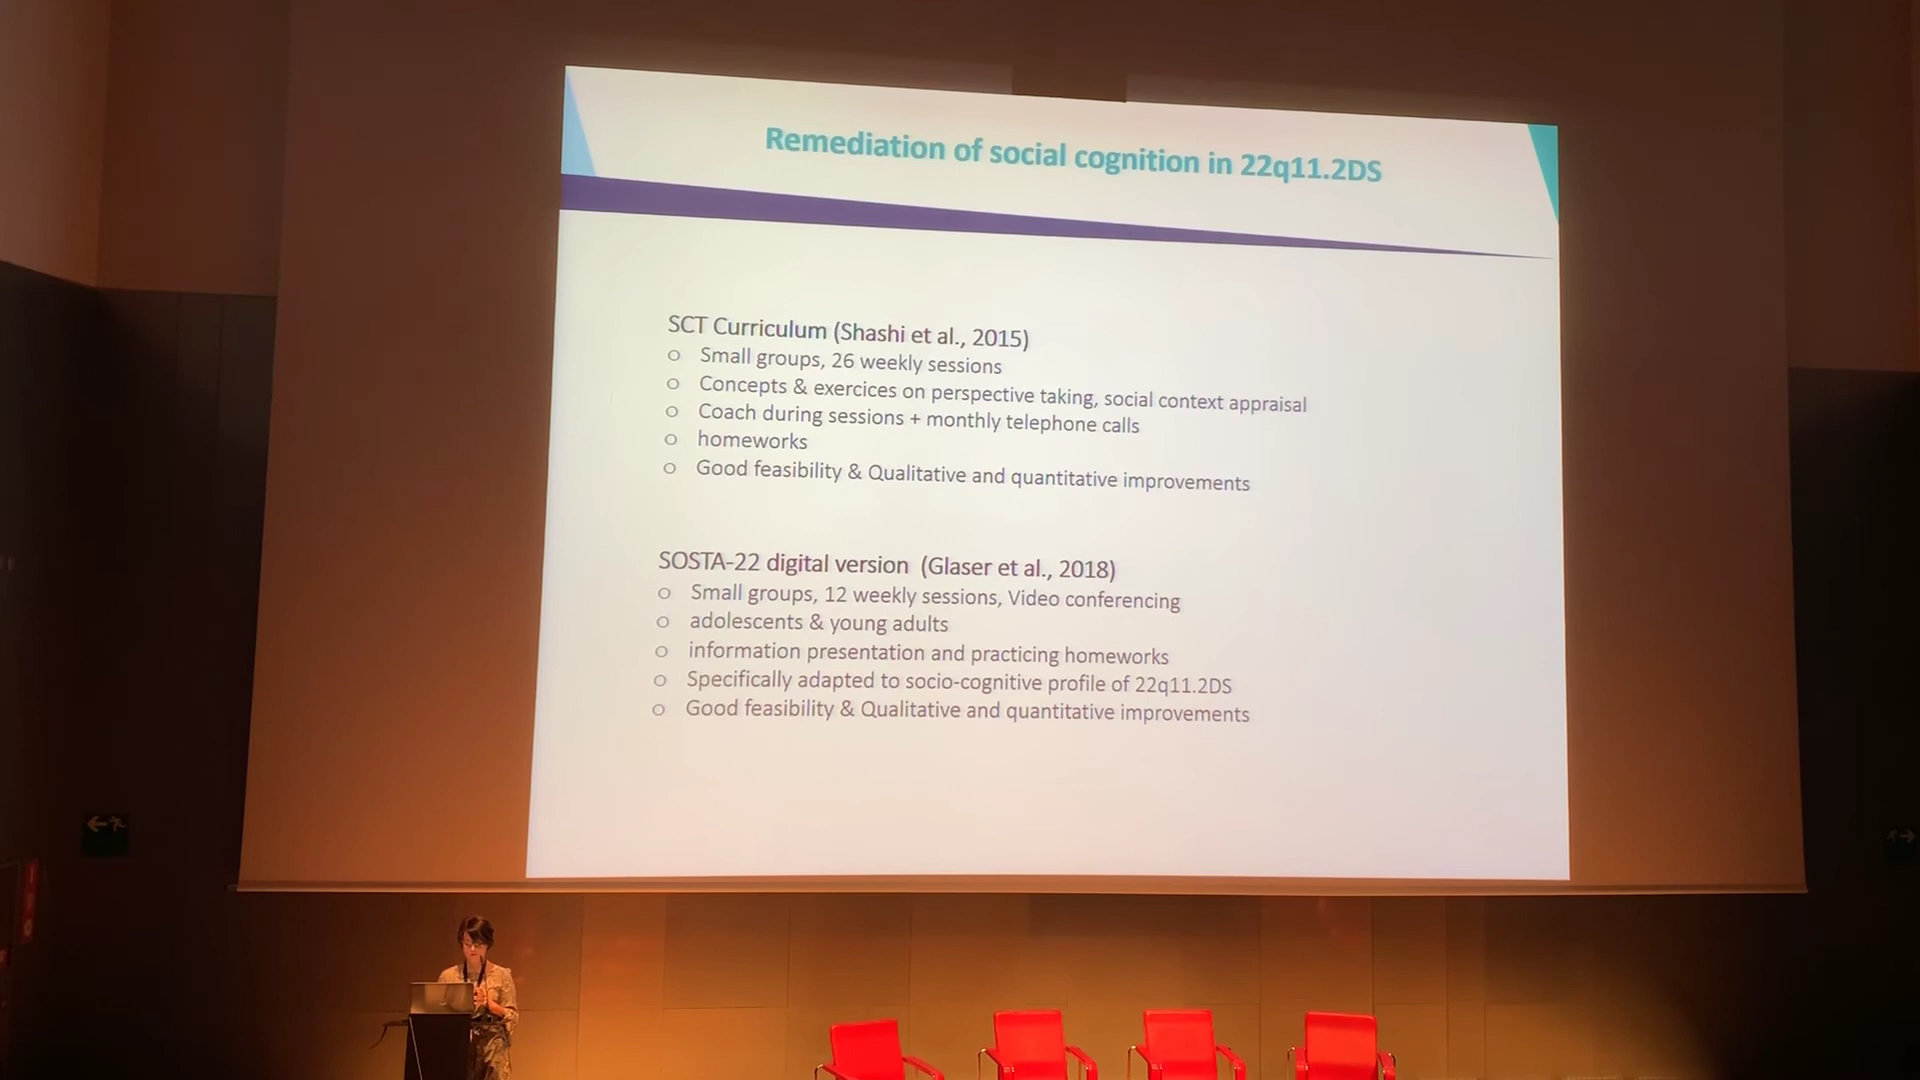 Remediation of social cognition in 22q11.2DS
SCT Curriculum (Shashi et al., 2015)
o Small groups, 26 weekly sessions
o Concepts & exercices on perspective taking, social context appraisal
o Coach during sessions + monthly telephone calls
o homeworks
o Good feasibility & Qualitative and quantitative improvements
SOSTA-22 digital version (Glaser et al., 2018)
o Small groups, 12 weekly sessions, Video conferencing
o adolescents & young adults
o information presentation and practicing homeworks
o Specifically adapted to socio-cognitive profile of 22q11.2DS
o Good feasibility & Qualitative and quantitative improvements